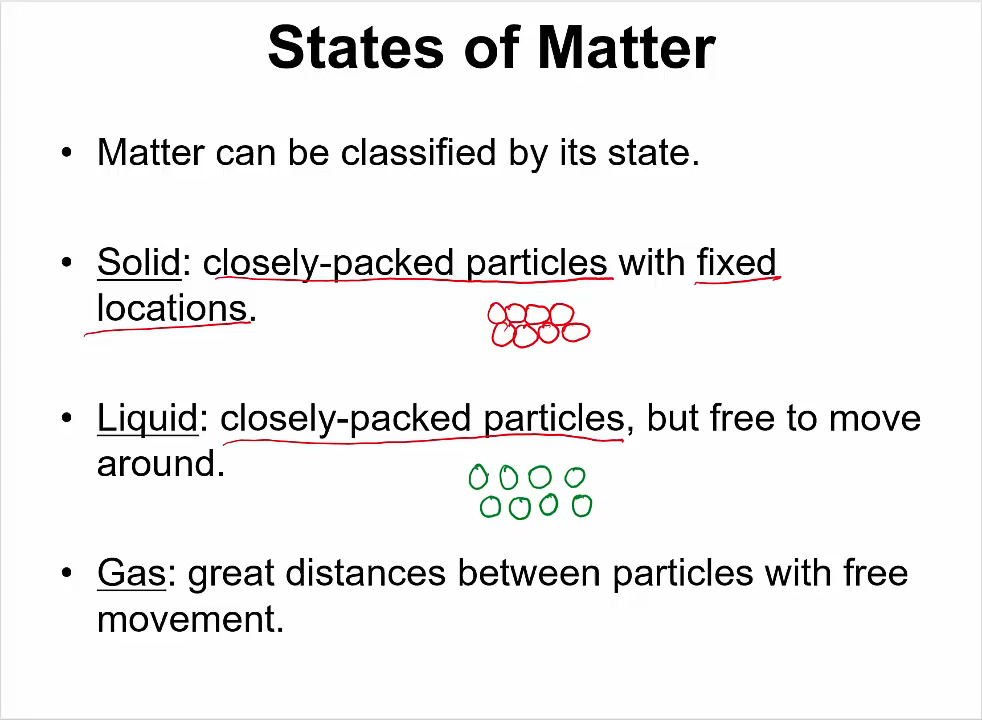 States of Matter
• Matter can be classified by its state.
• Solid: closely-packed particles with fixed
locations.
• Liquid: closely-packed particles, but free to move
around.
• Gas: great distances between particles with free
movement.